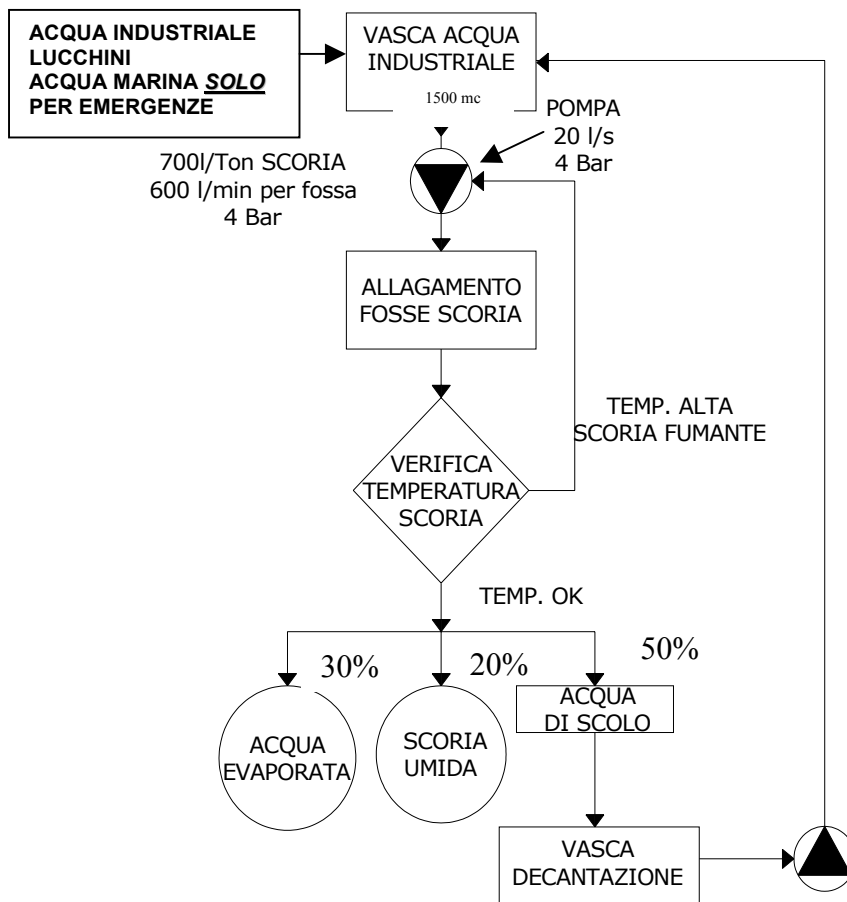 ACQUA INDUSTRIALE
LUCCHINI
ACQUA MARINA SOLO
PER EMERGENZE
VASCA ACQUA
INDUSTRIALE
1500 mc
POMPA
20 l/s
4 Bar
700l/Ton SCORIA
600 l/min per fossa
4 Bar
ALLAGAMENTO
FOSSE SCORIA
TEMP. ALTA
SCORIA FUMANTE
VERIFICA
TEMPERATURA
SCORIA
TEMP. OK
30%
20%
50%
ACQUA
EVAPORATA
SCORIA
UMIDA
ACQUA
DI SCOLO
VASCA
DECANTAZIONE